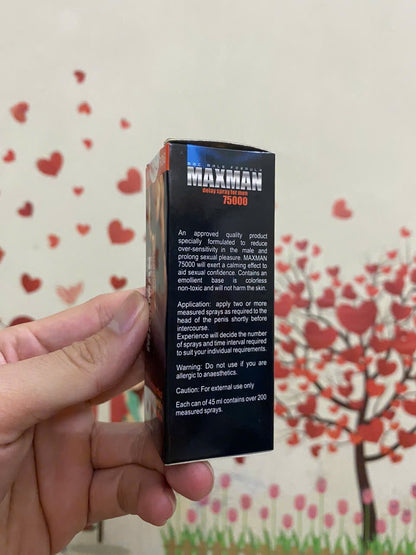 MAXMAN
delay spray for men
75000
An approved quality product
specially formulated to reduce
over-sensitivity in the male and
prolong sexual pleasure. MAXMAN
75000 will exert a calming effect to
aid sexual confidence. Contains an
emollient base is colorless
non-toxic and will not harm the skin.
Application: apply two or more
measured sprays as required to the
head of the penis shortly before
intercourse.
Experience will decide the number
of sprays and time interval required
to suit your individual requirements.
Warning: Do not use if you are
allergic to anaesthetics.
Caution: For external use only
Each can of 45 ml contains over 200
measured sprays.